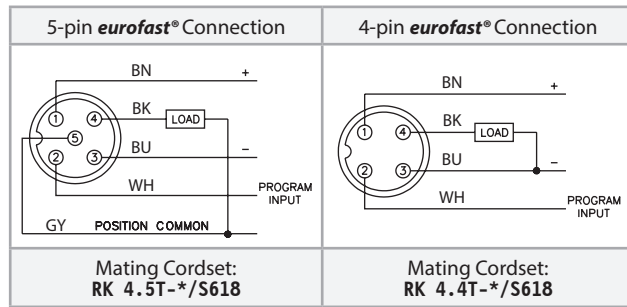 5-pin eurofast® Connection
BN +
1 4 BK LOAD
5
2 3 BU –
WH PROGRAM
INPUT
GY POSITION COMMON
Mating Cordset:
RK 4.5T-*/S618
4-pin eurofast® Connection
BN +
1 4 BK LOAD
2 3 BU –
WH PROGRAM
INPUT
Mating Cordset:
RK 4.4T-*/S618